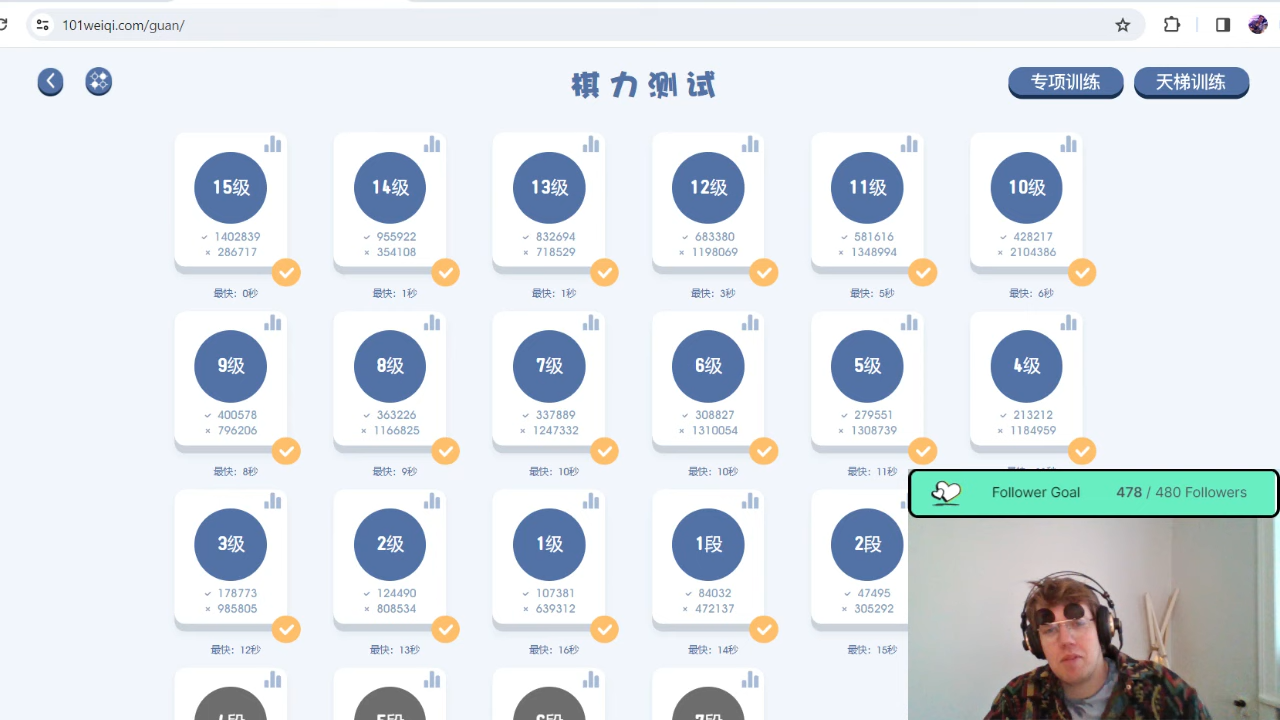 101weiqi.com/guan/
棋力测试
专项训练
天梯训练
15级
1402839
286717
最快：0秒
14级
955922
354108
最快：1秒
13级
832694
718529
最快：1秒
12级
683380
1198069
最快：3秒
11级
581616
1348994
最快：5秒
10级
428217
2104386
最快：6秒
9级
400578
796206
最快：8秒
8级
363226
1166825
最快：9秒
7级
337889
1247332
最快：10秒
6级
308827
1310054
最快：10秒
5级
279551
1308739
最快：11秒
4级
213212
1184959
3级
178773
985805
最快：12秒
2级
124490
808534
最快：13秒
1级
107381
639312
最快：16秒
1段
84032
472137
最快：14秒
2段
47495
305292
最快：15秒
Follower Goal
478 / 480 Followers